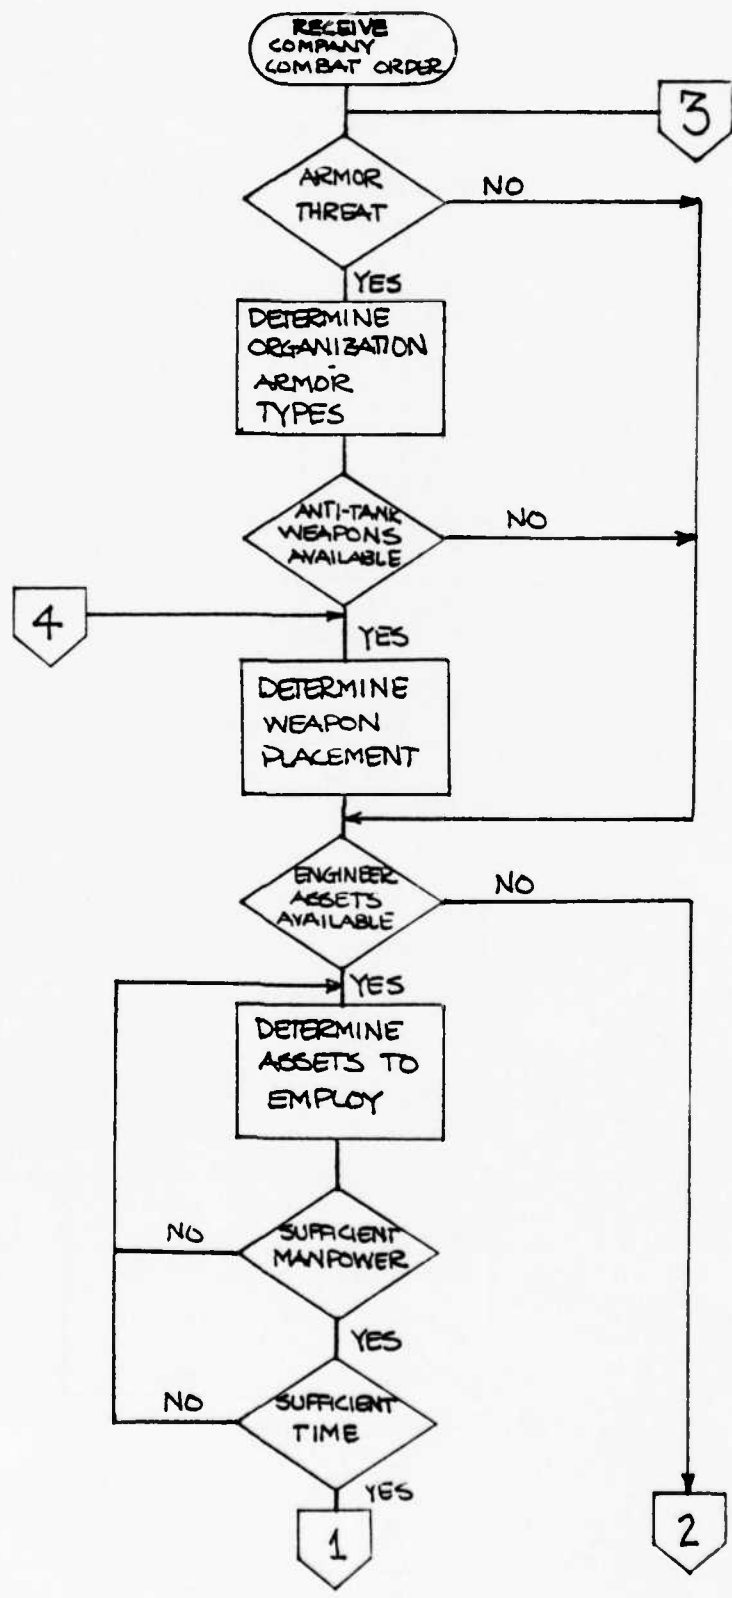 RECEIVE
COMPANY
COMBAT ORDER
3
ARMOR
THREAT
NO
YES
DETERMINE
ORGANIZATION
ARMOR
TYPES
ANTI-TANK
WEAPONS
AVAILABLE
NO
4
YES
DETERMINE
WEAPON
PLACEMENT
ENGINEER
ASSETS
AVAILABLE
NO
YES
DETERMINE
ASSETS TO
EMPLOY
NO
SUFFICIENT
MANPOWER
YES
NO
SUFFICIENT
TIME
YES
1
2